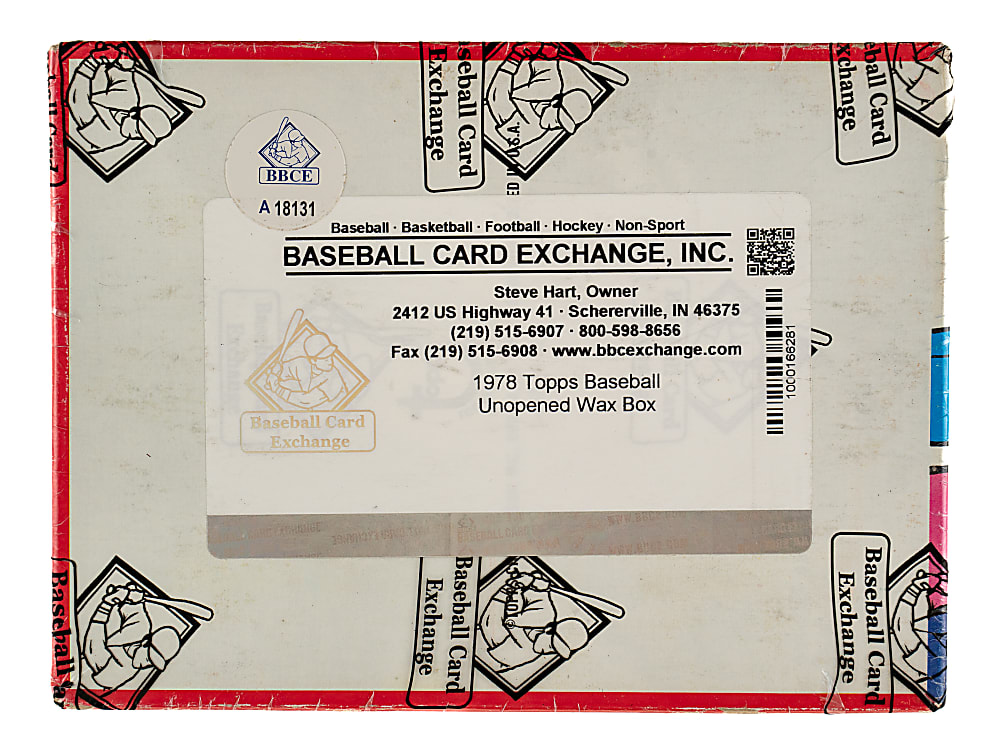 Baseball Card
Exchange
Baseball Card
Exchange
BBCE
A 18131
Baseball · Basketball · Football · Hockey · Non-Sport
BASEBALL CARD EXCHANGE, INC.
Steve Hart, Owner
2412 US Highway 41 · Schererville, IN 46375
(219) 515-6907 · 800-598-8656
Fax (219) 515-6908 · www.bbcexchange.com
1978 Topps Baseball
Unopened Wax Box
1000166281
Baseball Card
Exchange
Baseball Card
Exchange
Baseball Card
Exchange